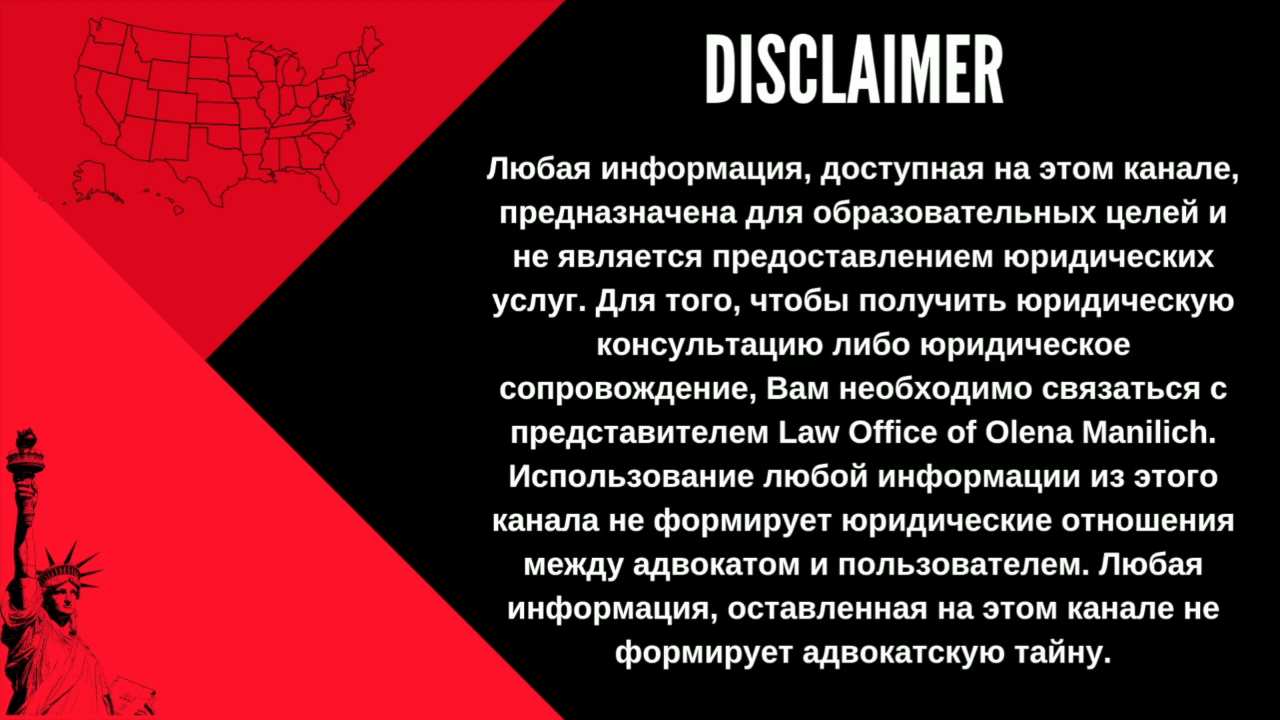 DISCLAIMER
Любая информация, доступная на этом канале,
предназначена для образовательных целей и
не является предоставлением юридических
услуг. Для того, чтобы получить юридическую
консультацию либо юридическое
сопровождение, Вам необходимо связаться с
представителем Law Office of Olena Manilich.
Использование любой информации из этого
канала не формирует юридические отношения
между адвокатом и пользователем. Любая
информация, оставленная на этом канале не
формирует адвокатскую тайну.